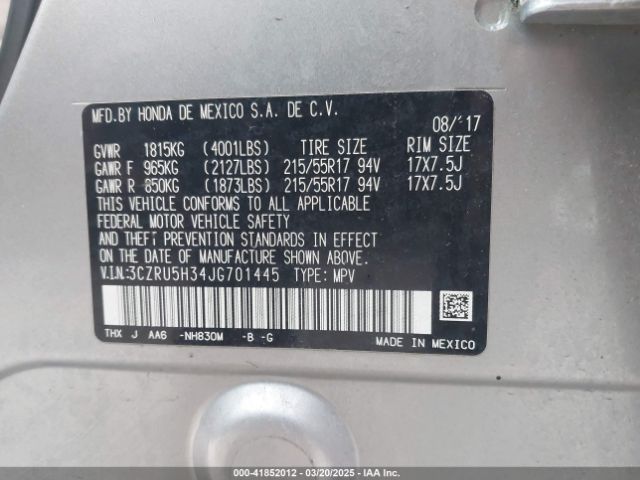 MFD.BY HONDA DE MEXICO S.A. DE C.V.
08/'17
GVWR 1815KG (4001LBS) TIRE SIZE RIM SIZE
GAWR F 965KG (2127LBS) 215/55R17 94V 17X7.5J
GAWR R 850KG (1873LBS) 215/55R17 94V 17X7.5J
THIS VEHICLE CONFORMS TO ALL APPLICABLE
FEDERAL MOTOR VEHICLE SAFETY
AND THEFT PREVENTION STANDARDS IN EFFECT
ON THE DATE OF MANUFACTURE SHOWN ABOVE.
V.I.N.:3CZRU5H34JG701445 TYPE: MPV
THX J AA6 -NH830M -B -G
MADE IN MEXICO
000-41852012 — 03/20/2025 — IAAI.COM